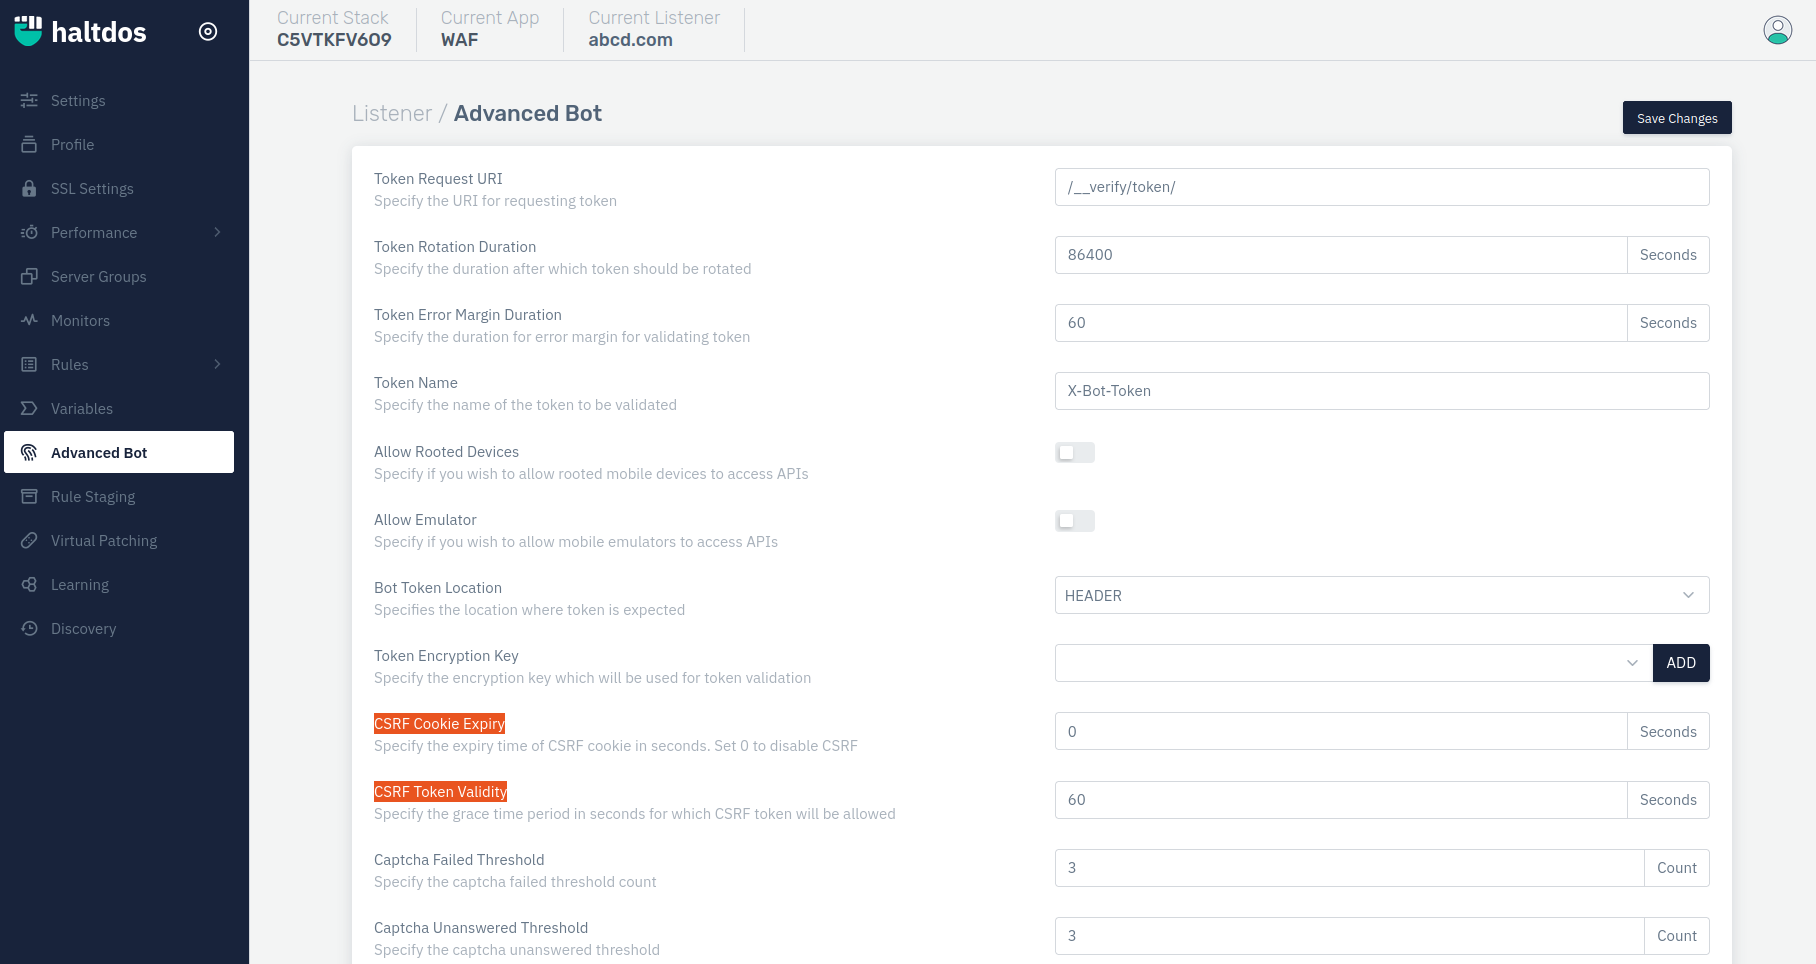 haltdos
Current Stack
C5VTKFV6O9
Current App
WAF
Current Listener
abcd.com
Settings
Profile
SSL Settings
Performance
Server Groups
Monitors
Rules
Variables
Advanced Bot
Rule Staging
Virtual Patching
Learning
Discovery
Listener / Advanced Bot
Save Changes
Token Request URI
Specify the URI for requesting token
/__verify/token/
Token Rotation Duration
Specify the duration after which token should be rotated
86400 Seconds
Token Error Margin Duration
Specify the duration for error margin for validating token
60 Seconds
Token Name
Specify the name of the token to be validated
X-Bot-Token
Allow Rooted Devices
Specify if you wish to allow rooted mobile devices to access APIs
Allow Emulator
Specify if you wish to allow mobile emulators to access APIs
Bot Token Location
Specifies the location where token is expected
HEADER
Token Encryption Key
Specify the encryption key which will be used for token validation
ADD
CSRF Cookie Expiry
Specify the expiry time of CSRF cookie in seconds. Set 0 to disable CSRF
0 Seconds
CSRF Token Validity
Specify the grace time period in seconds for which CSRF token will be allowed
60 Seconds
Captcha Failed Threshold
Specify the captcha failed threshold count
3 Count
Captcha Unanswered Threshold
Specify the captcha unanswered threshold
3 Count